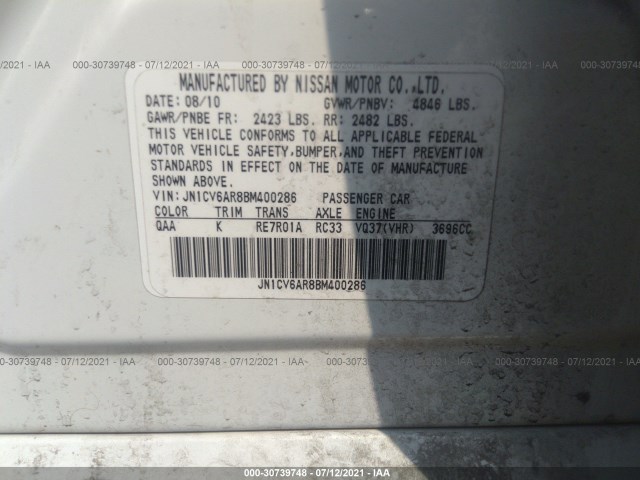 000-30739748 - 07/12/2021 - IAA 000-30739748 - 07/12/2021 - IAA 000-30739748 - 07/12/2021 - IAA
MANUFACTURED BY NISSAN MOTOR CO.,LTD.
DATE: 08/10 GVWR/PNBV: 4846 LBS.
GAWR/PNBE FR: 2423 LBS. RR: 2482 LBS.
THIS VEHICLE CONFORMS TO ALL APPLICABLE FEDERAL
MOTOR VEHICLE SAFETY,BUMPER,AND THEFT PREVENTION
STANDARDS IN EFFECT ON THE DATE OF MANUFACTURE
SHOWN ABOVE.
VIN: JN1CV6AR8BM400286 PASSENGER CAR
COLOR TRIM TRANS AXLE ENGINE
QAA K RE7R01A RC33 VQ37(VHR) 3696CC
JN1CV6AR8BM400286
000-30739748 - 07/12/2021 - IAA 000-30739748 - 07/12/2021 - IAA 000-30739748 - 07/12/2021 - IAA
000-30739748 - 07/12/2021 - IAA